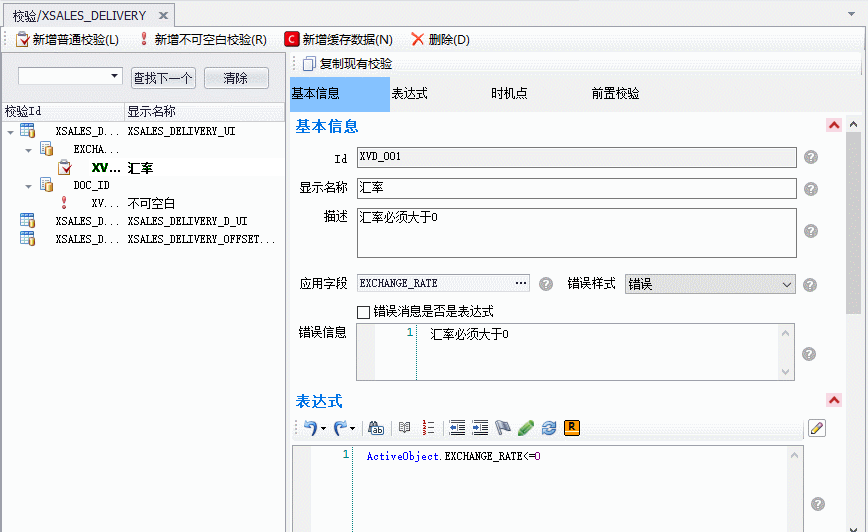 校验/XSALES_DELIVERY
新增普通校验(L) 新增不可空白校验(R) 新增缓存数据(N) 删除(D)
查找下一个 清除
校验Id 显示名称
XSALES_D... XSALES_DELIVERY_UI
EXCHA...
XV... 汇率
DOC_ID
XV... 不可空白
XSALES_D... XSALES_DELIVERY_D_UI
XSALES_D... XSALES_DELIVERY_OFFSET...
复制现有校验
基本信息 表达式 时机点 前置校验
基本信息
Id XVD_001
显示名称 汇率
描述 汇率必须大于0
应用字段 EXCHANGE_RATE ... 错误样式 错误
错误消息是否是表达式
错误信息 1 汇率必须大于0
表达式
R
1 ActiveObject.EXCHANGE_RATE<=0